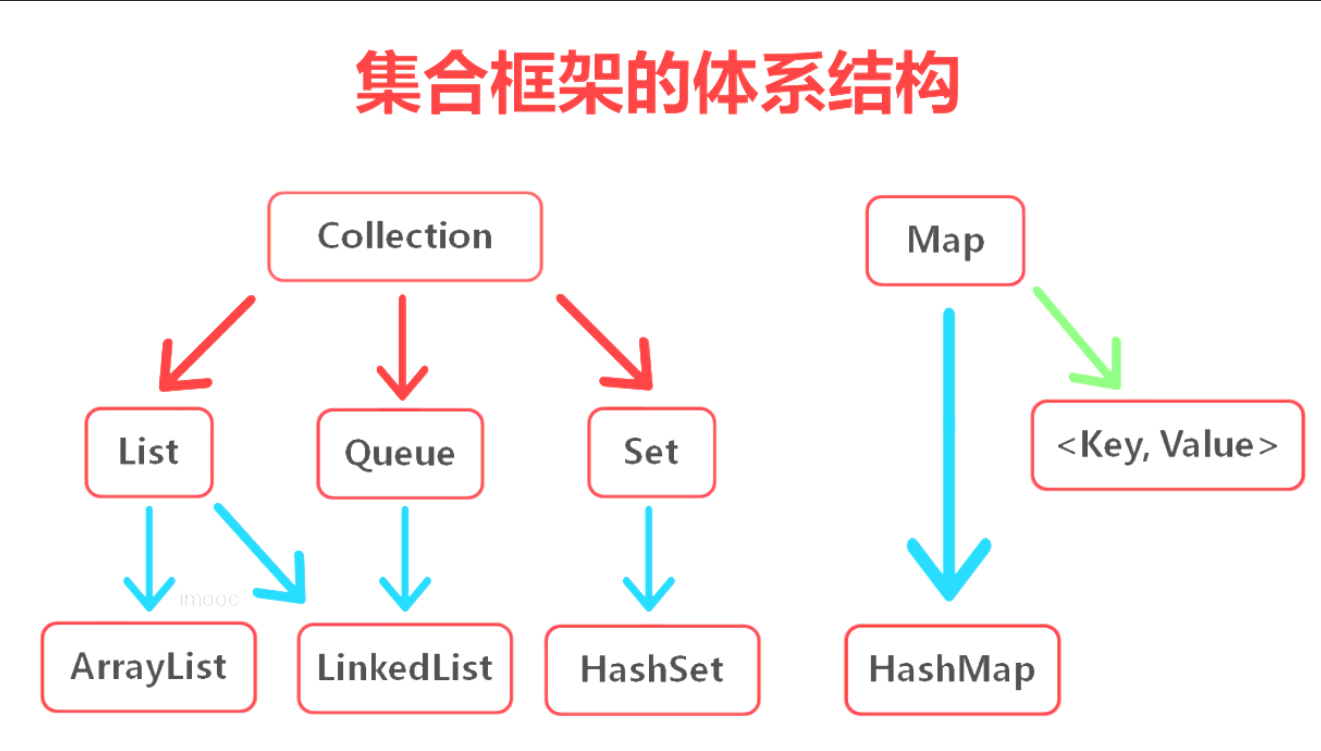 集合框架的体系结构
Collection
Map
List
Queue
Set
<Key, Value>
imooc
ArrayList
LinkedList
HashSet
HashMap